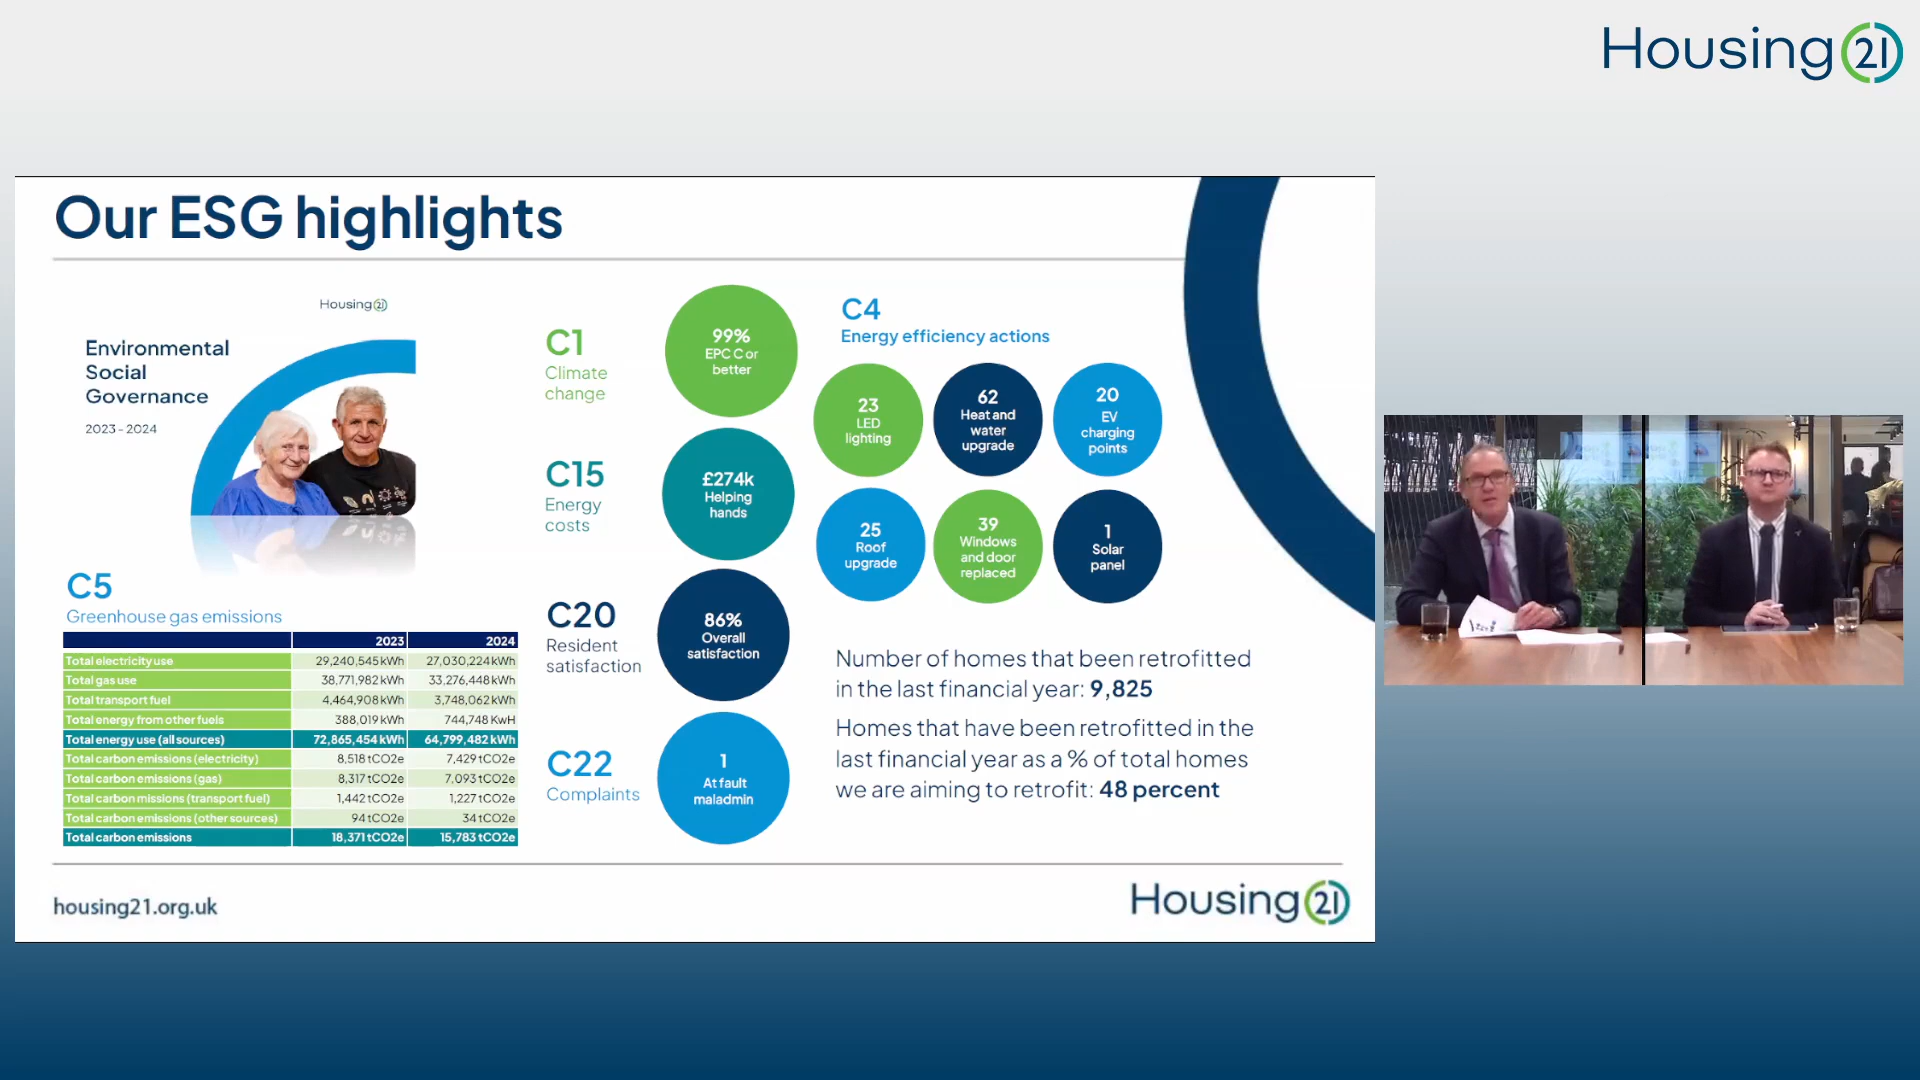 Housing 21
Our ESG highlights
Housing 21
Environmental
Social
Governance
2023 - 2024
C5
Greenhouse gas emissions
2023 2024
Total electricity use 29,240,545 kWh 27,030,224 kWh
Total gas use 38,771,982 kWh 33,276,448 kWh
Total transport fuel 4,464,908 kWh 3,748,062 kWh
Total energy from other fuels 388,019 kWh 744,748 KwH
Total energy use (all sources) 72,865,454 kWh 64,799,482 kWh
Total carbon emissions (electricity) 8,518 tCO2e 7,429 tCO2e
Total carbon emissions (gas) 8,317 tCO2e 7,093 tCO2e
Total carbon missions (transport fuel) 1,442 tCO2e 1,227 tCO2e
Total carbon emissions (other sources) 94 tCO2e 34 tCO2e
Total carbon emissions 18,371 tCO2e 15,783 tCO2e
C1
Climate
change
99%
EPC C or
better
C15
Energy
costs
£274k
Helping
hands
C20
Resident
satisfaction
86%
Overall
satisfaction
C22
Complaints
1
At fault
maladmin
C4
Energy efficiency actions
23
LED
lighting
62
Heat and
water
upgrade
20
EV
charging
points
25
Roof
upgrade
39
Windows
and door
replaced
1
Solar
panel
Number of homes that been retrofitted
in the last financial year: 9,825
Homes that have been retrofitted in the
last financial year as a % of total homes
we are aiming to retrofit: 48 percent
housing21.org.uk
Housing 21